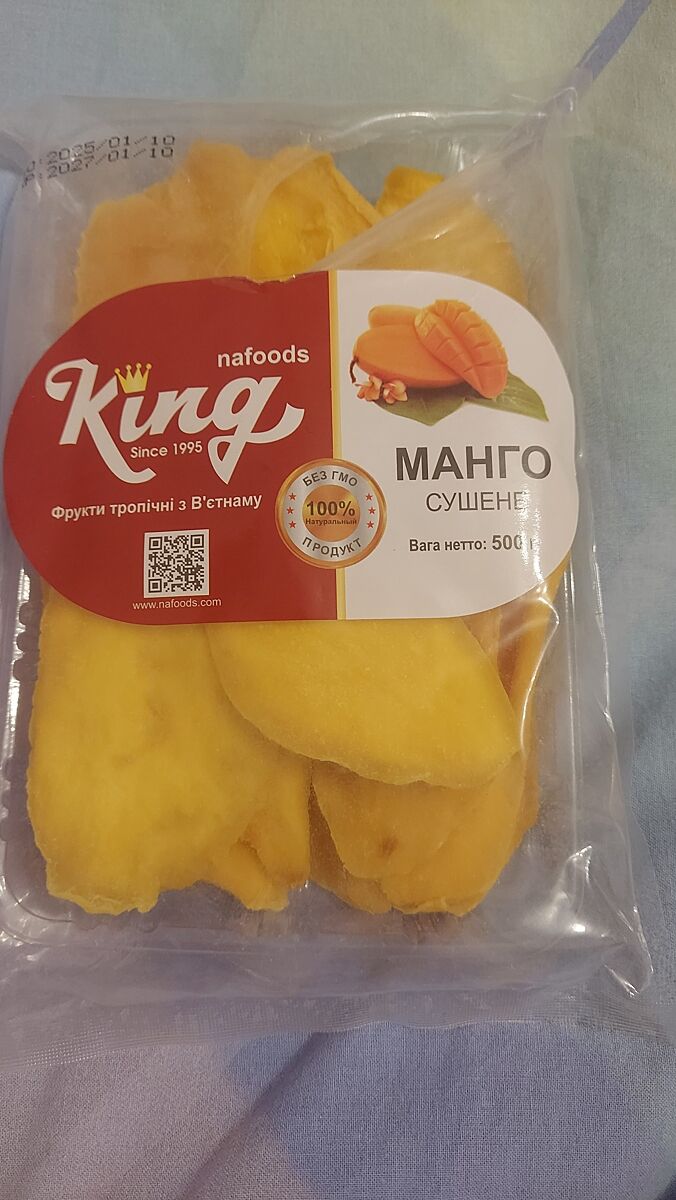 2025/01/10
2027/01/10
nafoods
King
Since 1995
Фрукти тропічні з В'єтнаму
www.nafoods.com
БЕЗ ГМО
100%
Натуральный
ПРОДУКТ
МАНГО
СУШЕНЕ
Вага нетто: 500